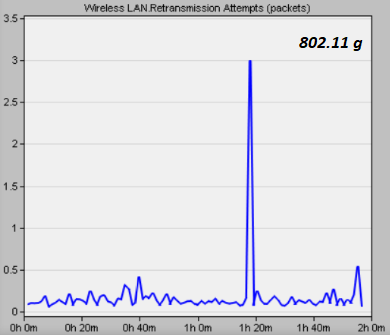 Wireless LAN.Retransmission Attempts (packets)
802.11 g
3.5
3
2.5
2
1.5
1
0.5
0
0h 0m 0h 20m 0h 40m 1h 0m 1h 20m 1h 40m 2h 0m